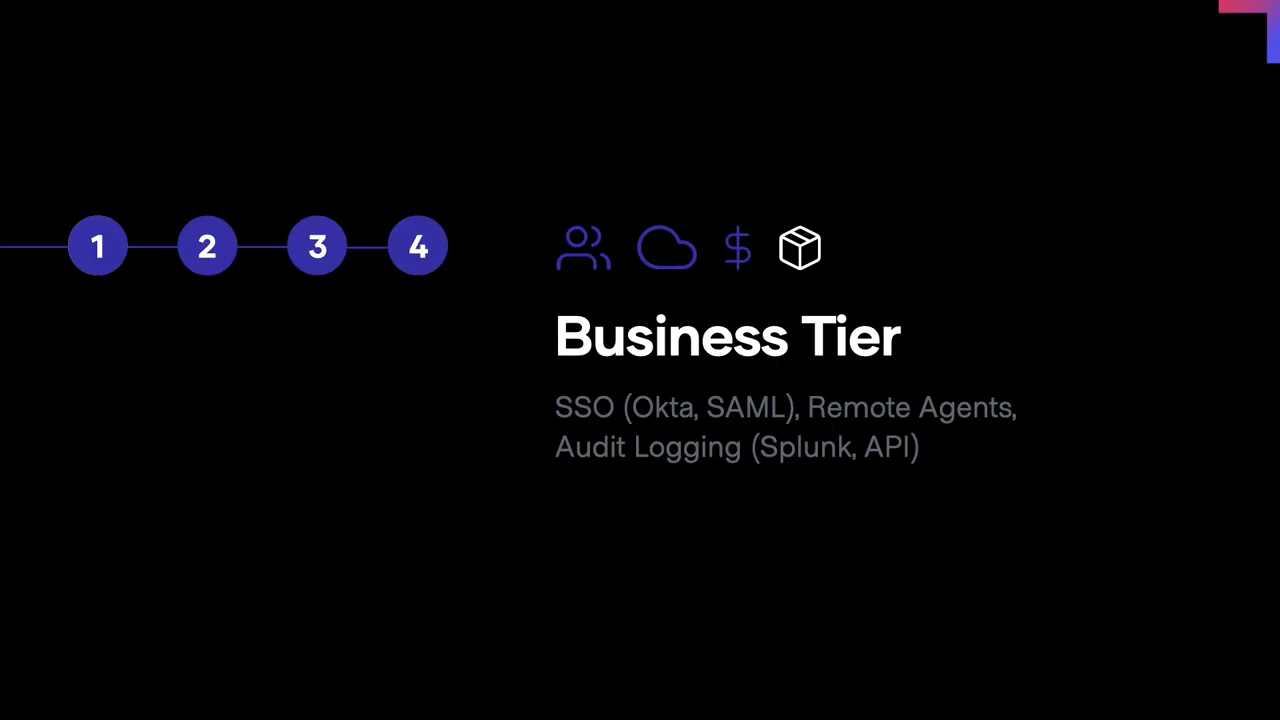 1 2 3 4
Business Tier
SSO (Okta, SAML), Remote Agents,
Audit Logging (Splunk, API)